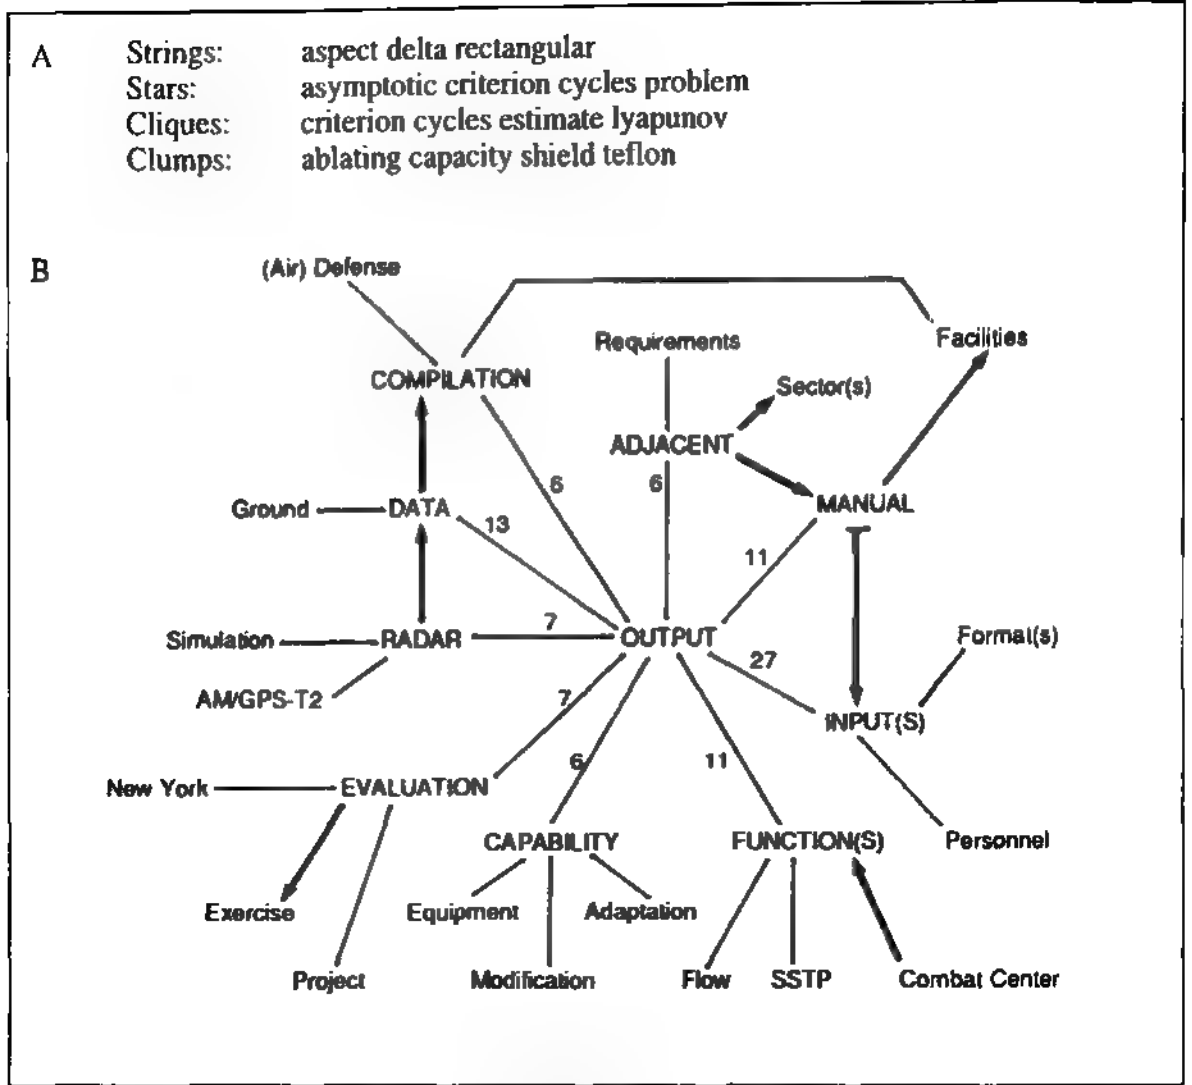 A
Strings: aspect delta rectangular
Stars: asymptotic criterion cycles problem
Cliques: criterion cycles estimate lyapunov
Clumps: ablating capacity shield teflon
B
(Air) Defense
Requirements
Facilities
COMPILATION
Sector(s)
ADJACENT
6
6
MANUAL
Ground
DATA
13
11
Simulation
RADAR
7
OUTPUT
Format(s)
27
AM/GPS-T2
7
INPUT(S)
6
11
New York
EVALUATION
CAPABILITY
FUNCTION(S)
Personnel
Exercise
Equipment
Adaptation
Project
Modification
Flow
SSTP
Combat Center